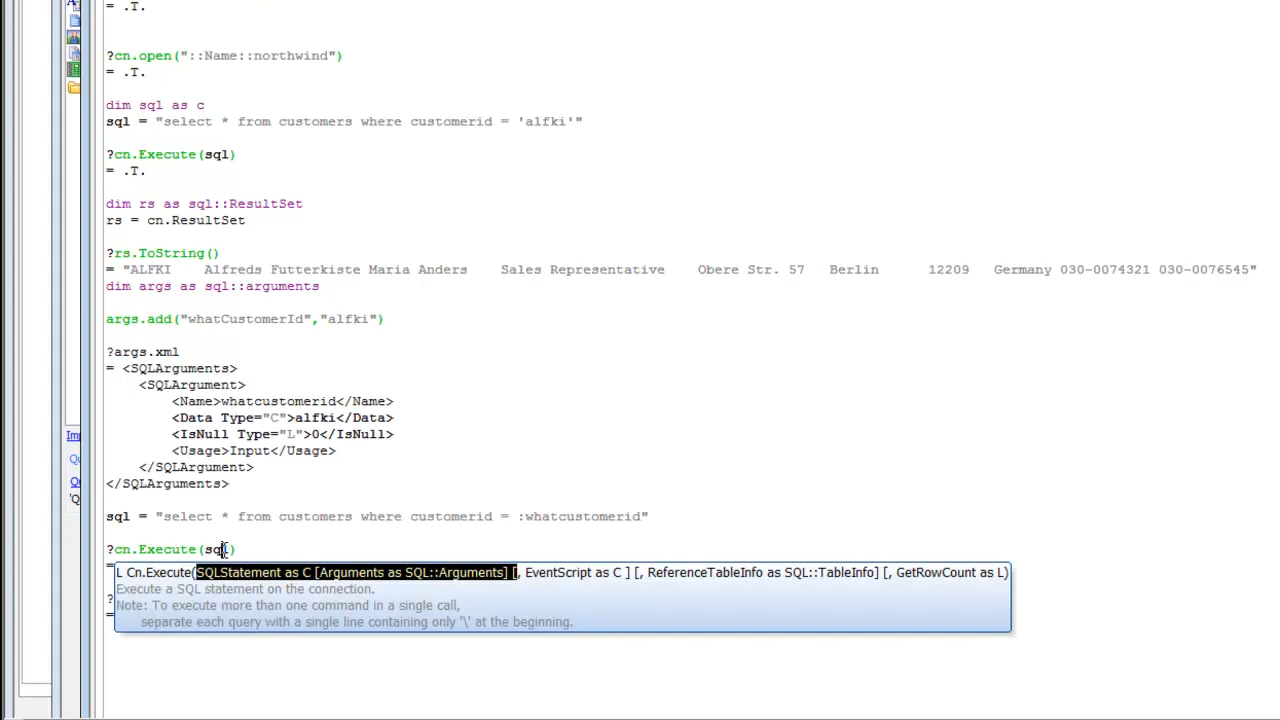 = .T.
?cn.open("::Name::northwind")
= .T.
dim sql as c
sql = "select * from customers where customerid = 'alfki'"
?cn.Execute(sql)
= .T.
dim rs as sql::ResultSet
rs = cn.ResultSet
?rs.ToString()
= "ALFKI    Alfreds Futterkiste Maria Anders    Sales Representative    Obere Str. 57   Berlin      12209   Germany 030-0074321 030-0076545"
dim args as sql::arguments
args.add("whatCustomerId","alfki")
?args.xml
= <SQLArguments>
<SQLArgument>
<Name>whatcustomerid</Name>
<Data Type="C">alfki</Data>
<IsNull Type="L">0</IsNull>
<Usage>Input</Usage>
</SQLArgument>
</SQLArguments>
sql = "select * from customers where customerid = :whatcustomerid"
?cn.Execute(sql)
=
L Cn.Execute(SQLStatement as C [Arguments as SQL::Arguments] [, EventScript as C ] [, ReferenceTableInfo as SQL::TableInfo] [, GetRowCount as L)
Execute a SQL statement on the connection.
Note: To execute more than one command in a single call,
separate each query with a single line containing only '\' at the beginning.
?
=
Imp
Qu
Qu
'Q